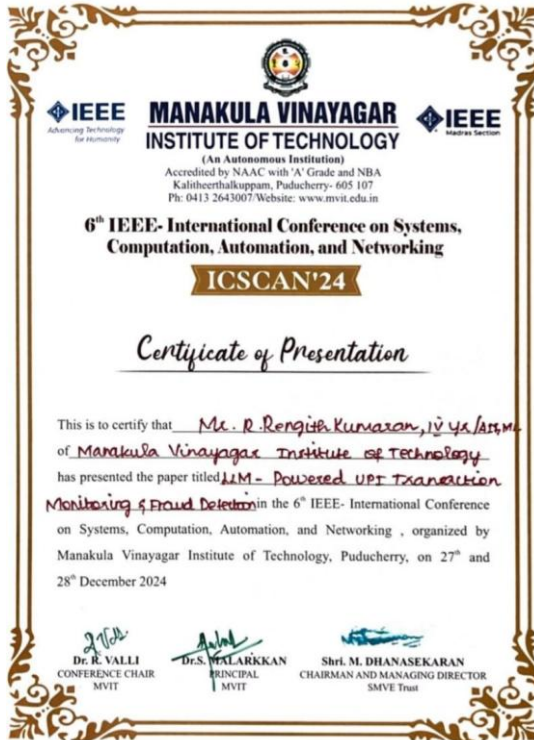 IEEE
Advancing Technology
for Humanity
MANAKULA VINAYAGAR
INSTITUTE OF TECHNOLOGY
(An Autonomous Institution)
Accredited by NAAC with 'A' Grade and NBA
Kalitheerthalkuppam, Puducherry- 605 107
Ph: 0413 2643007/Website: www.mvit.edu.in
IEEE
Madras Section
6th IEEE- International Conference on Systems,
Computation, Automation, and Networking
ICSCAN'24
Certificate of Presentation
This is to certify that Mr. R. Rengith Kumaran, IV yr/
of Manakula Vinayagar Institute of Technology
has presented the paper titled LLM - Powered UPI Transaction
Monitoring & Fraud Detection in the 6th IEEE- International Conference
on Systems, Computation, Automation, and Networking , organized by
Manakula Vinayagar Institute of Technology, Puducherry, on 27th and
28th December 2024
Dr. R. VALLI
CONFERENCE CHAIR
MVIT
Dr.S. MALARKKAN
PRINCIPAL
MVIT
Shri. M. DHANASEKARAN
CHAIRMAN AND MANAGING DIRECTOR
SMVE Trust